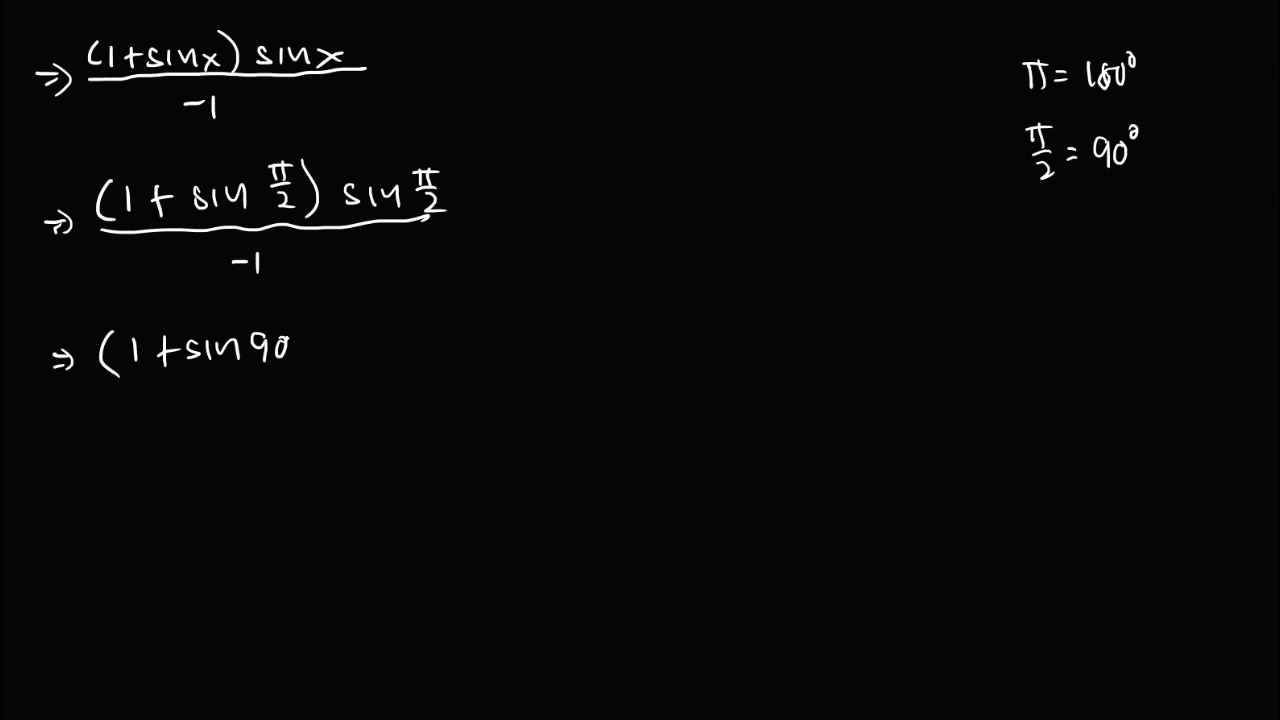 ⇒ (1+sinx) sinx / -1
⇒ (1 + sin π/2) sin π/2 / -1
⇒ (1 + sin 90
π = 180°
π/2 = 90°